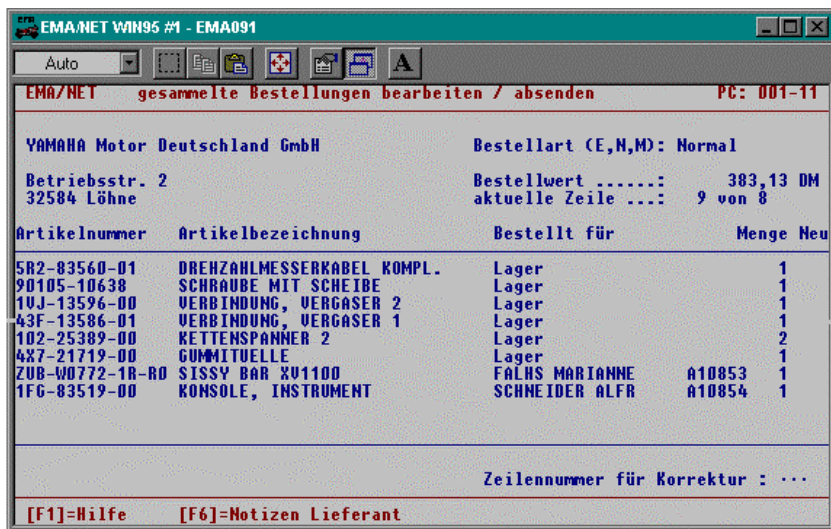 EMA/NET WIN95 #1 - EMA091
Auto
A
EMA/NET gesammelte Bestellungen bearbeiten / absenden PC: 001-11
YAMAHA Motor Deutschland GmbH Bestellart (E,N,M): Normal
Betriebsstr. 2 Bestellwert ......: 383,13 DM
32584 Löhne aktuelle Zeile ...: 9 von 8
Artikelnummer Artikelbezeichnung Bestellt für Menge Neu
5R2-83560-01 DREHZAHLMESSERKABEL KOMPL. Lager 1
90105-10638 SCHRAUBE MIT SCHEIBE Lager 1
1VJ-13596-00 VERBINDUNG, VERGASER 2 Lager 1
43F-13586-01 VERBINDUNG, VERGASER 1 Lager 1
102-25389-00 KETTENSPANNER 2 Lager 2
4X7-21719-00 GUMMITUELLE Lager 1
ZUB-W0772-1R-R0 SISSY BAR XV1100 FALHS MARIANNE A10853 1
1FG-83519-00 KONSOLE, INSTRUMENT SCHNEIDER ALFR A10854 1
Zeilennummer für Korrektur : ...
[F1]=Hilfe [F6]=Notizen Lieferant